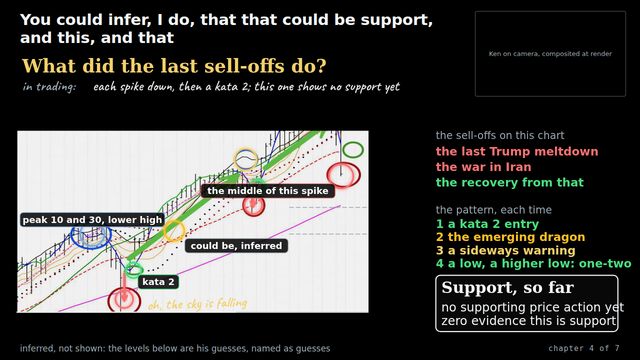 You could infer, I do, that that could be support,
and this, and that
Ken on camera, composited at render
What did the last sell-offs do?
in trading: each spike down, then a kata 2; this one shows no support yet
the sell-offs on this chart
the last Trump meltdown
the war in Iran
the recovery from that
the pattern, each time
1 a kata 2 entry
2 the emerging dragon
3 a sideways warning
4 a low, a higher low: one-two
the middle of this spike
peak 10 and 30, lower high
could be, inferred
kata 2
oh, the sky is falling
Support, so far
no supporting price action yet
zero evidence this is support
inferred, not shown: the levels below are his guesses, named as guesses
chapter 4 of 7